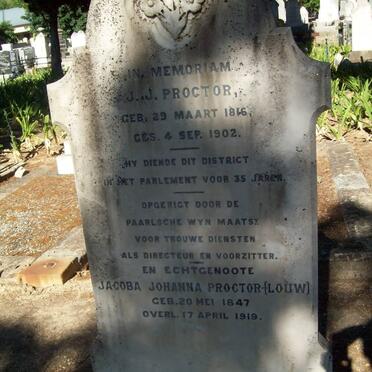 IN MEMORIAM
J.J. PROCTOR,
GEB. 29 MAART 1816,
GES. 4 SEP. 1902.
HY DIENDE DIT DISTRICT
IN HET PARLEMENT VOOR 35 JAREN.
OPGERIGT DOOR DE
PAARLSCHE WYN MAATSY
VOOR TROUWE DIENSTEN
ALS DIRECTEUR EN VOORZITTER.
EN ECHTGENOOTE
JACOBA JOHANNA PROCTOR-[LOUW]
GEB. 20 MEI 1847
OVERL. 17 APRIL 1919.